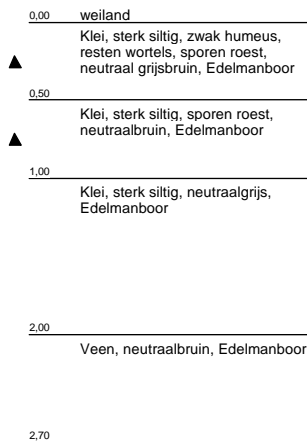 0,00 weiland
Klei, sterk siltig, zwak humeus,
resten wortels, sporen roest,
neutraal grijsbruin, Edelmanboor
0,50
Klei, sterk siltig, sporen roest,
neutraalbruin, Edelmanboor
1,00
Klei, sterk siltig, neutraalgrijs,
Edelmanboor
2,00
Veen, neutraalbruin, Edelmanboor
2,70